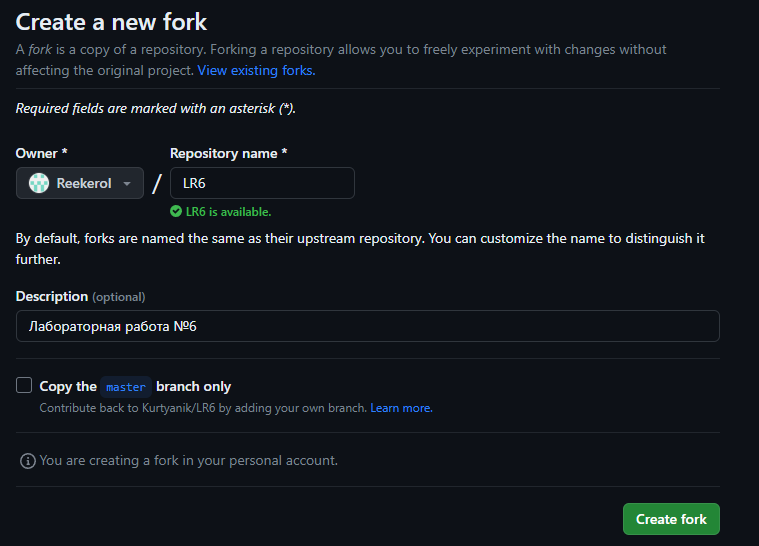 Create a new fork
A fork is a copy of a repository. Forking a repository allows you to freely experiment with changes without
affecting the original project. View existing forks.
Required fields are marked with an asterisk (*).
Owner * Repository name *
Reekerol / LR6
LR6 is available.
By default, forks are named the same as their upstream repository. You can customize the name to distinguish it
further.
Description (optional)
Лабораторная работа №6
Copy the master branch only
Contribute back to Kurtyanik/LR6 by adding your own branch. Learn more.
You are creating a fork in your personal account.
Create fork